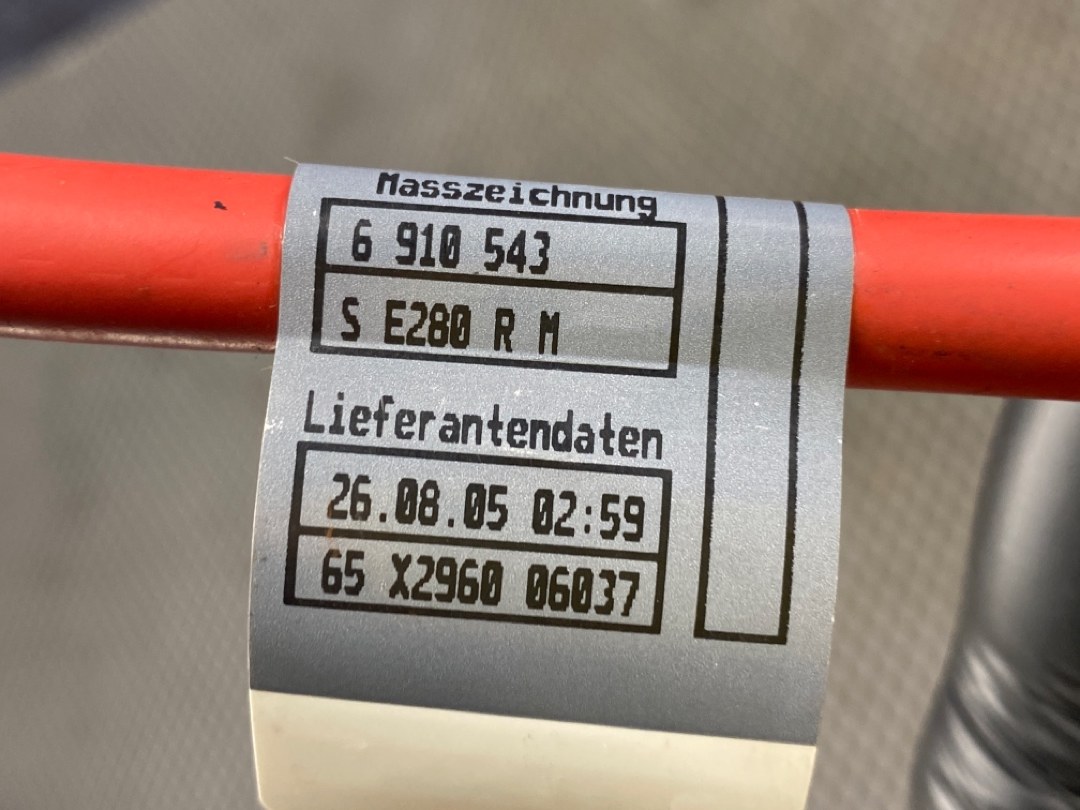 Masszeichnung
6 910 543
S E280 R M
Lieferantendaten
26.08.05 02:59
65 X2960 06037